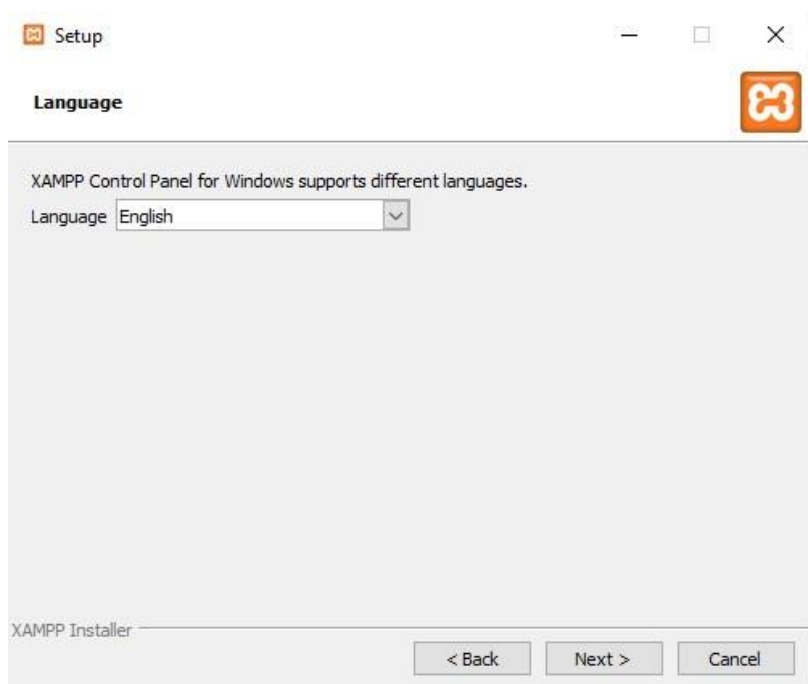 Setup
Language
XAMPP Control Panel for Windows supports different languages.
Language English
XAMPP Installer
< Back Next > Cancel